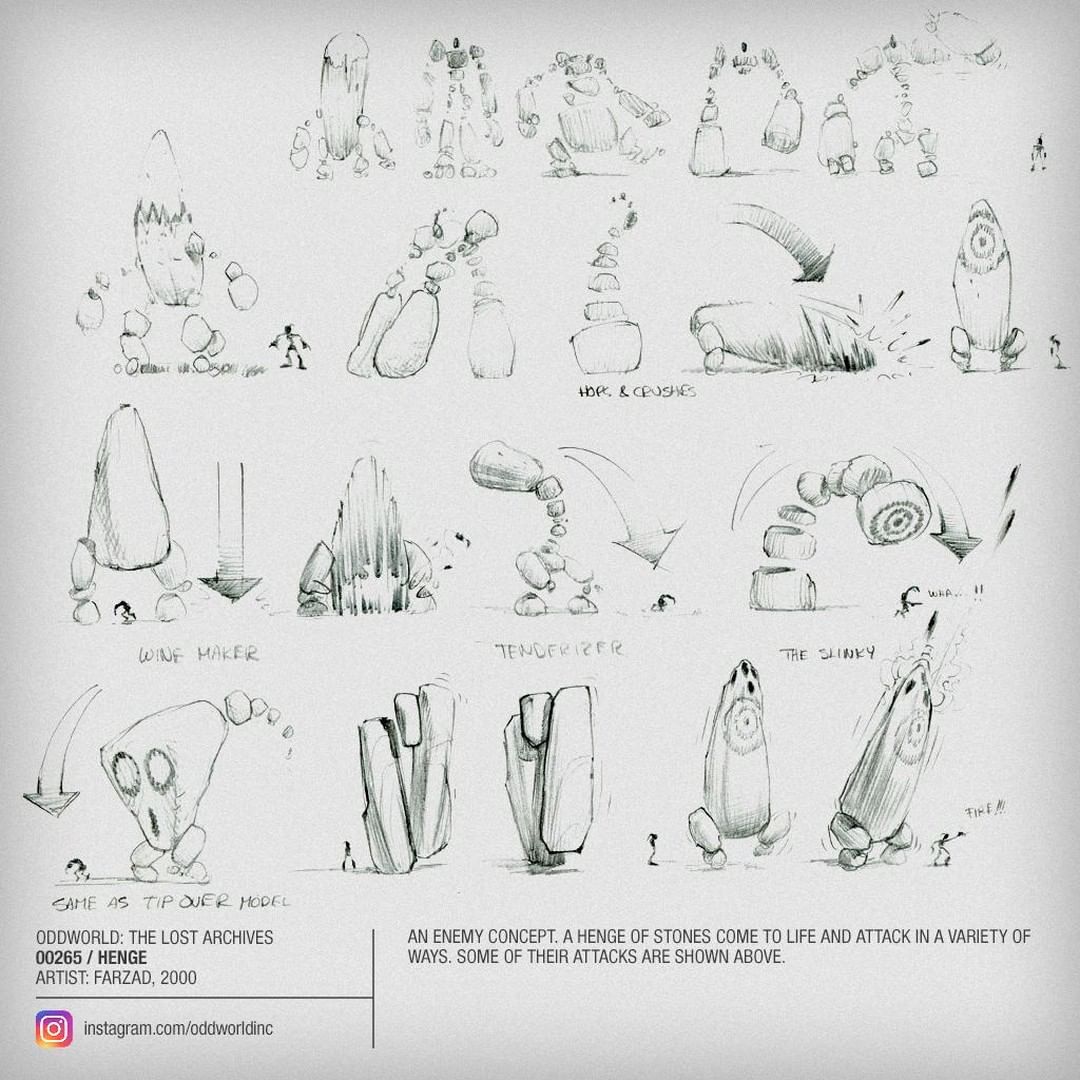 HOPS & CRUSHES
WHA.. !!
WINE MAKER
TENDERIZER
THE SLINKY
FIRE!!!
SAME AS TIP OVER MODEL
ODDWORLD: THE LOST ARCHIVES
00265 / HENGE
ARTIST: FARZAD, 2000
AN ENEMY CONCEPT. A HENGE OF STONES COME TO LIFE AND ATTACK IN A VARIETY OF
WAYS. SOME OF THEIR ATTACKS ARE SHOWN ABOVE.
instagram.com/oddworldinc